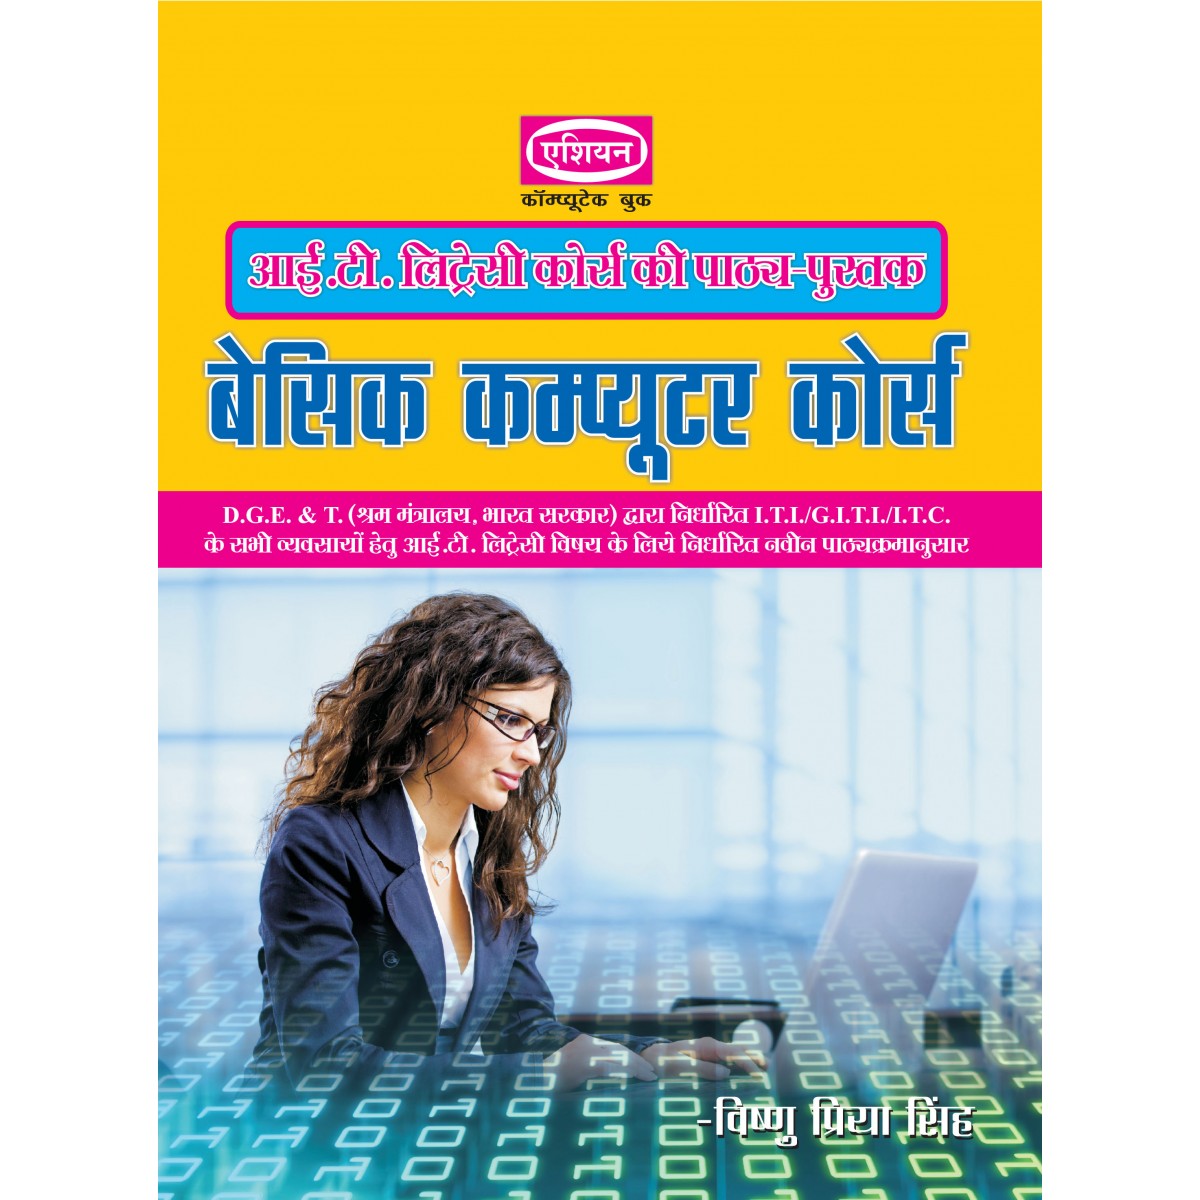 एशियन
कॉम्प्यूटेक बुक
आई.टी. लिट्रेसी कोर्स की पाठ्य-पुस्तक
बेसिक कम्प्यूटर कोर्स
D.G.E. & T. (श्रम मंत्रालय, भारत सरकार) द्वारा निर्धारित I.T.I./G.I.T.I./I.T.C.
के सभी व्यवसायों हेतु आई.टी. लिट्रेसी विषय के लिये निर्धारित नवीन पाठ्यक्रमानुसार
-विष्णु प्रिया सिंह